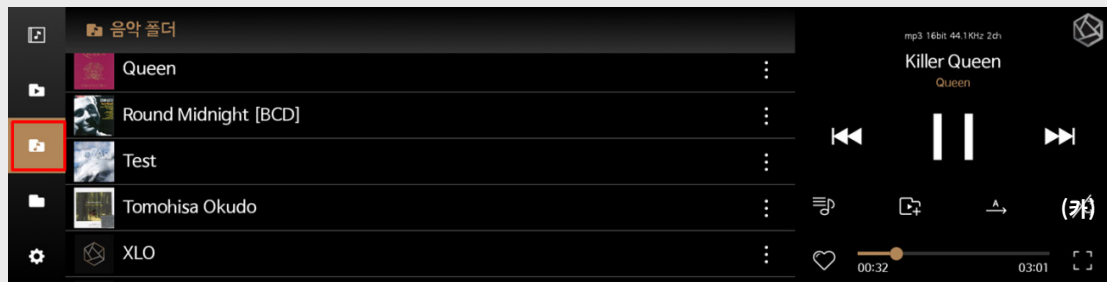 음악 폴더
Queen
Round Midnight [BCD]
Test
Tomohisa Okudo
XLO
mp3 16bit 44.1KHz 2ch
Killer Queen
Queen
A
(카)
00:32
03:01